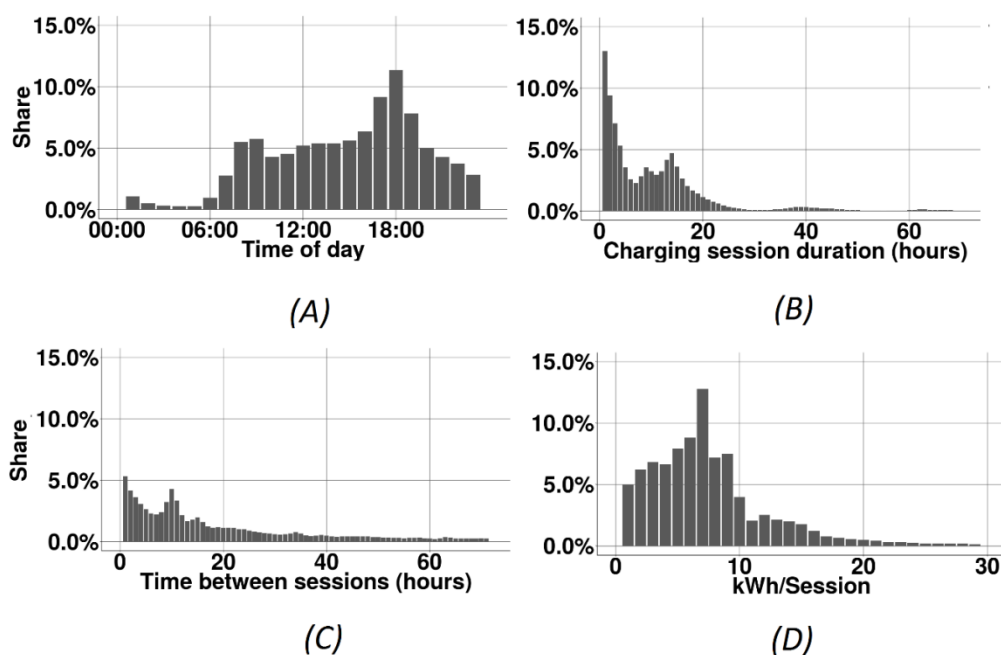 15.0%
10.0%
5.0%
0.0%
Share
00:00 06:00 12:00 18:00
Time of day
(A)
15.0%
10.0%
5.0%
0.0%
0 20 40 60
Charging session duration (hours)
(B)
15.0%
10.0%
5.0%
0.0%
Share
0 20 40 60
Time between sessions (hours)
(C)
15.0%
10.0%
5.0%
0.0%
0 10 20 30
kWh/Session
(D)